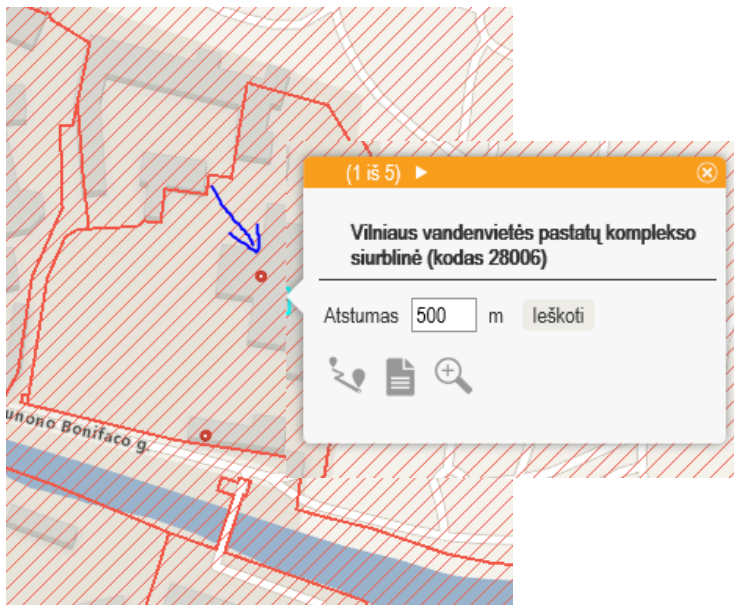 (1 iš 5)
Vilniaus vandenvietės pastatų komplekso
siurblinė (kodas 28006)
Atstumas 500 m Ieškoti
unono Bonifaco g.